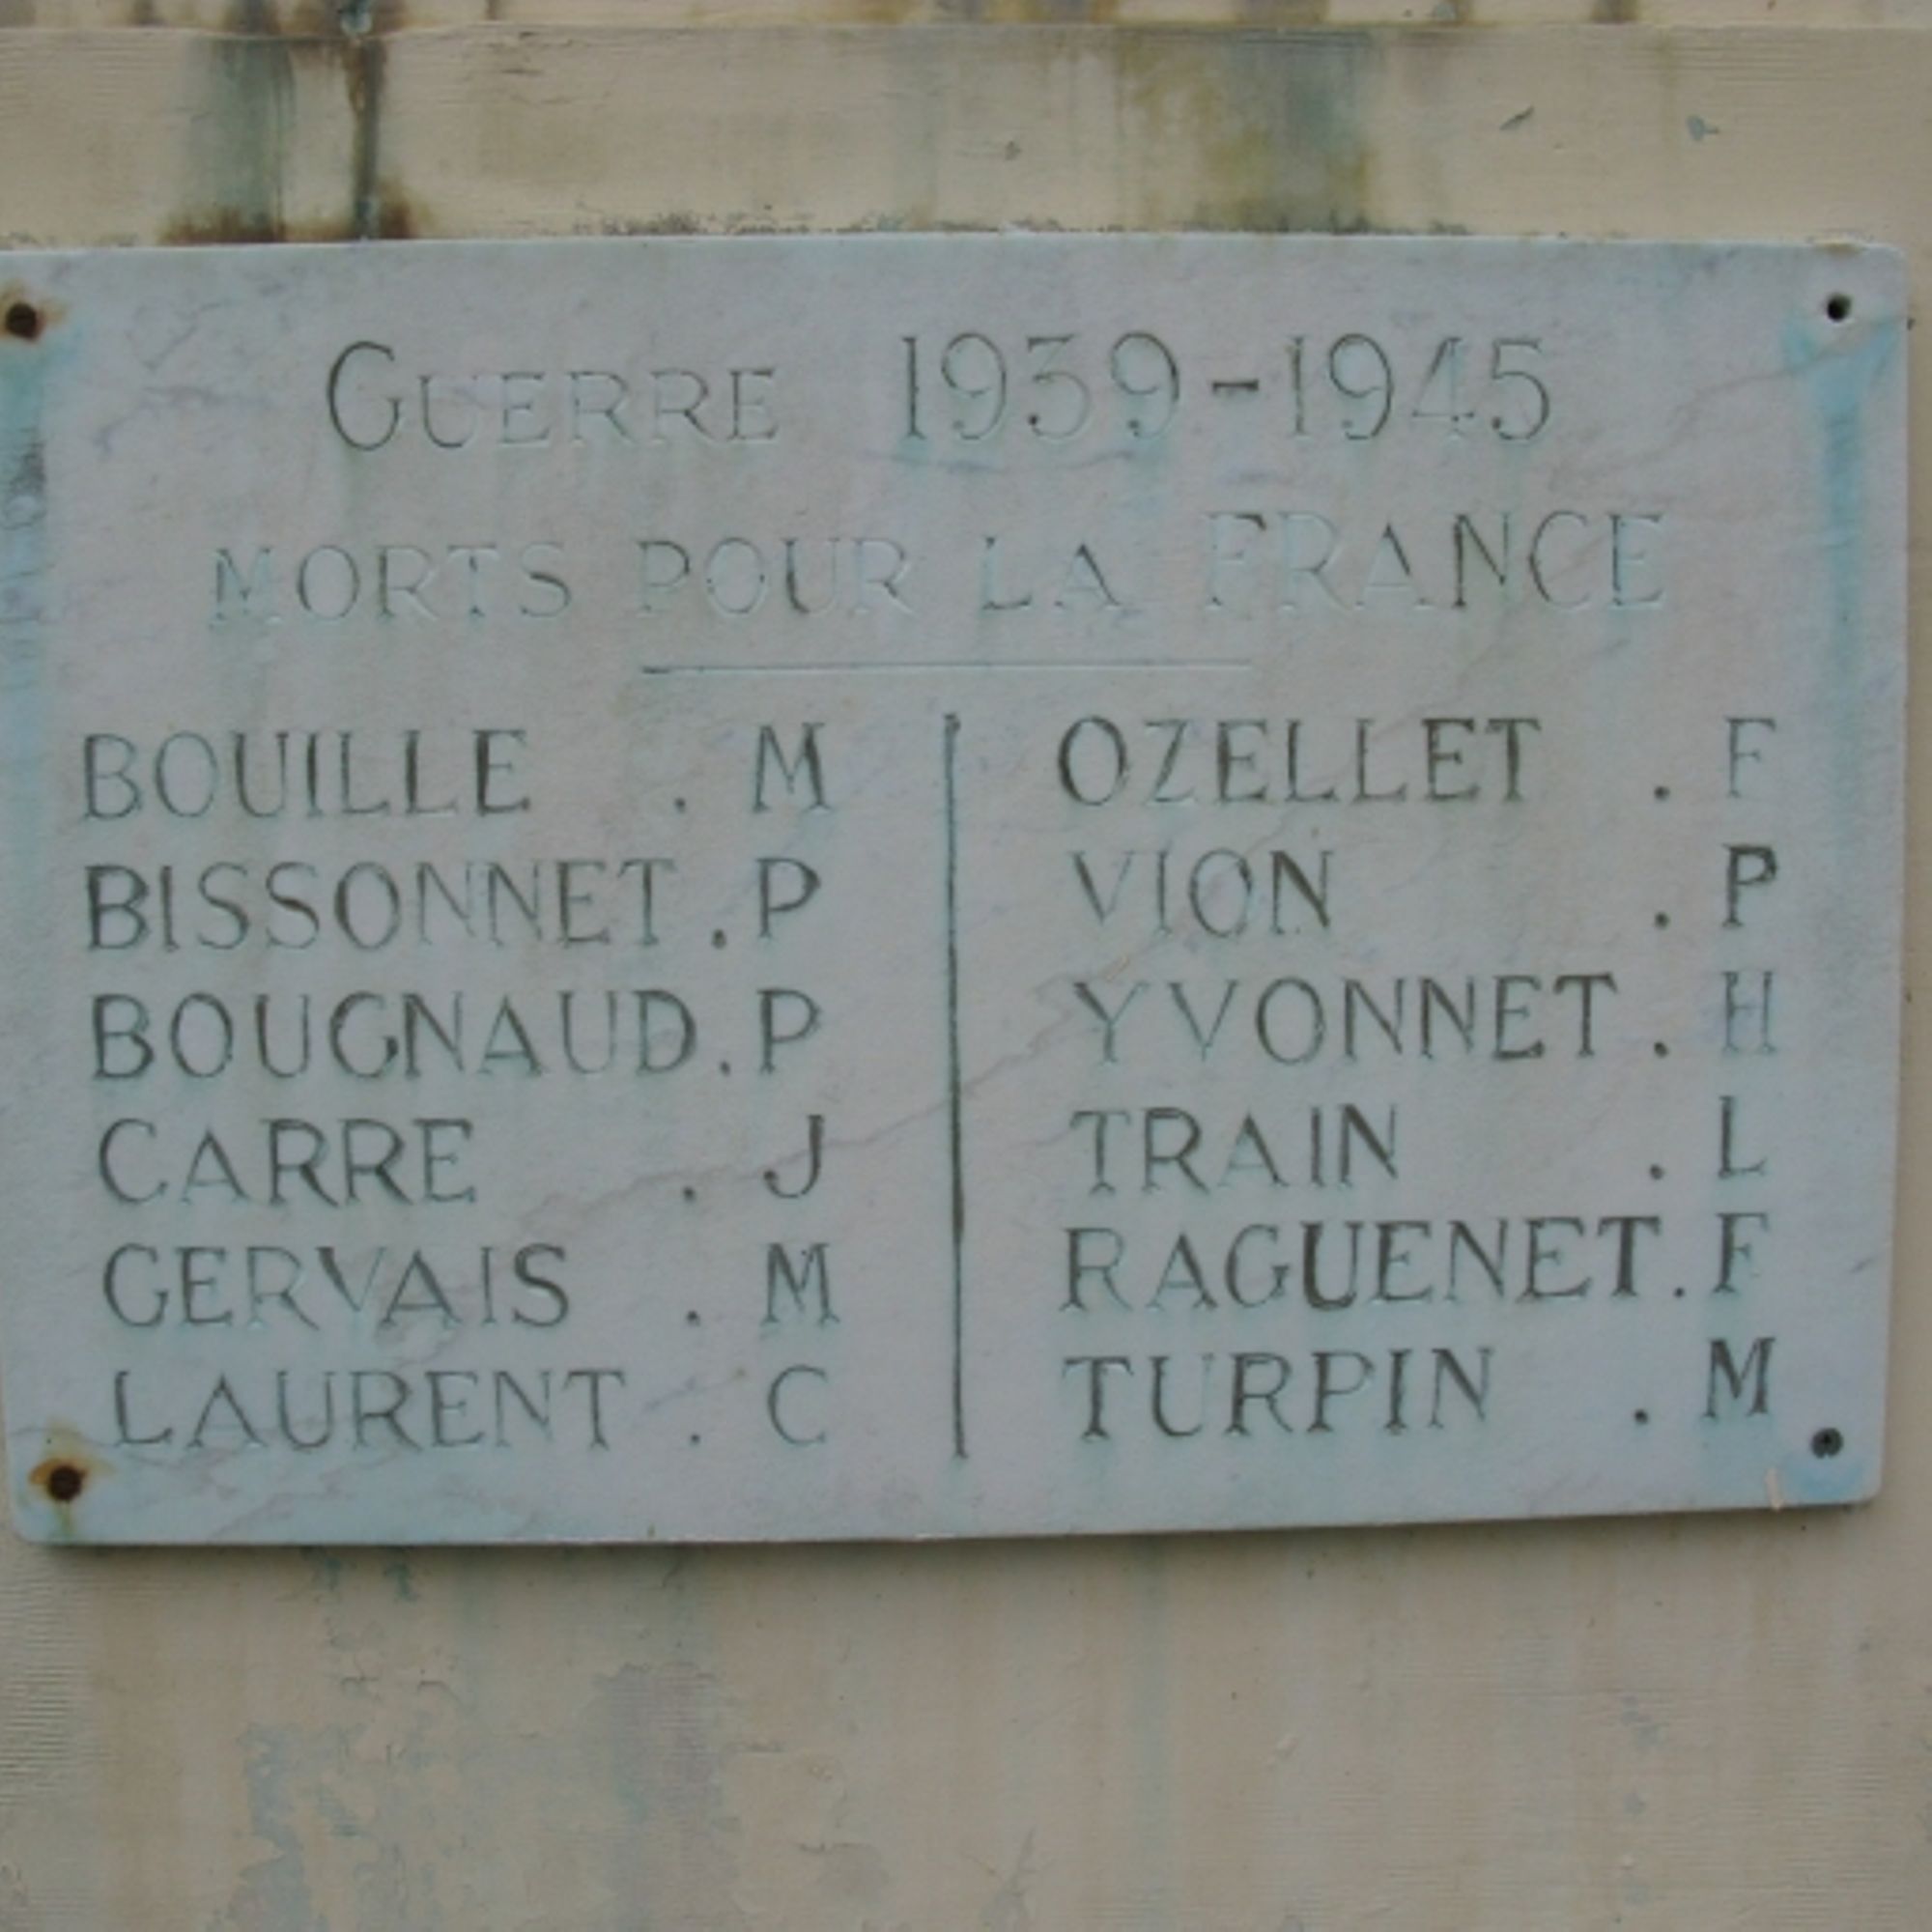 GUERRE 1939-1945
MORTS POUR LA FRANCE
BOUILLE . M
BISSONNET . P
BOUGNAUD . P
CARRE . J
GERVAIS . M
LAURENT . C
OZELLET . F
VION . P
YVONNET . H
TRAIN . L
RAGUENET . F
TURPIN . M